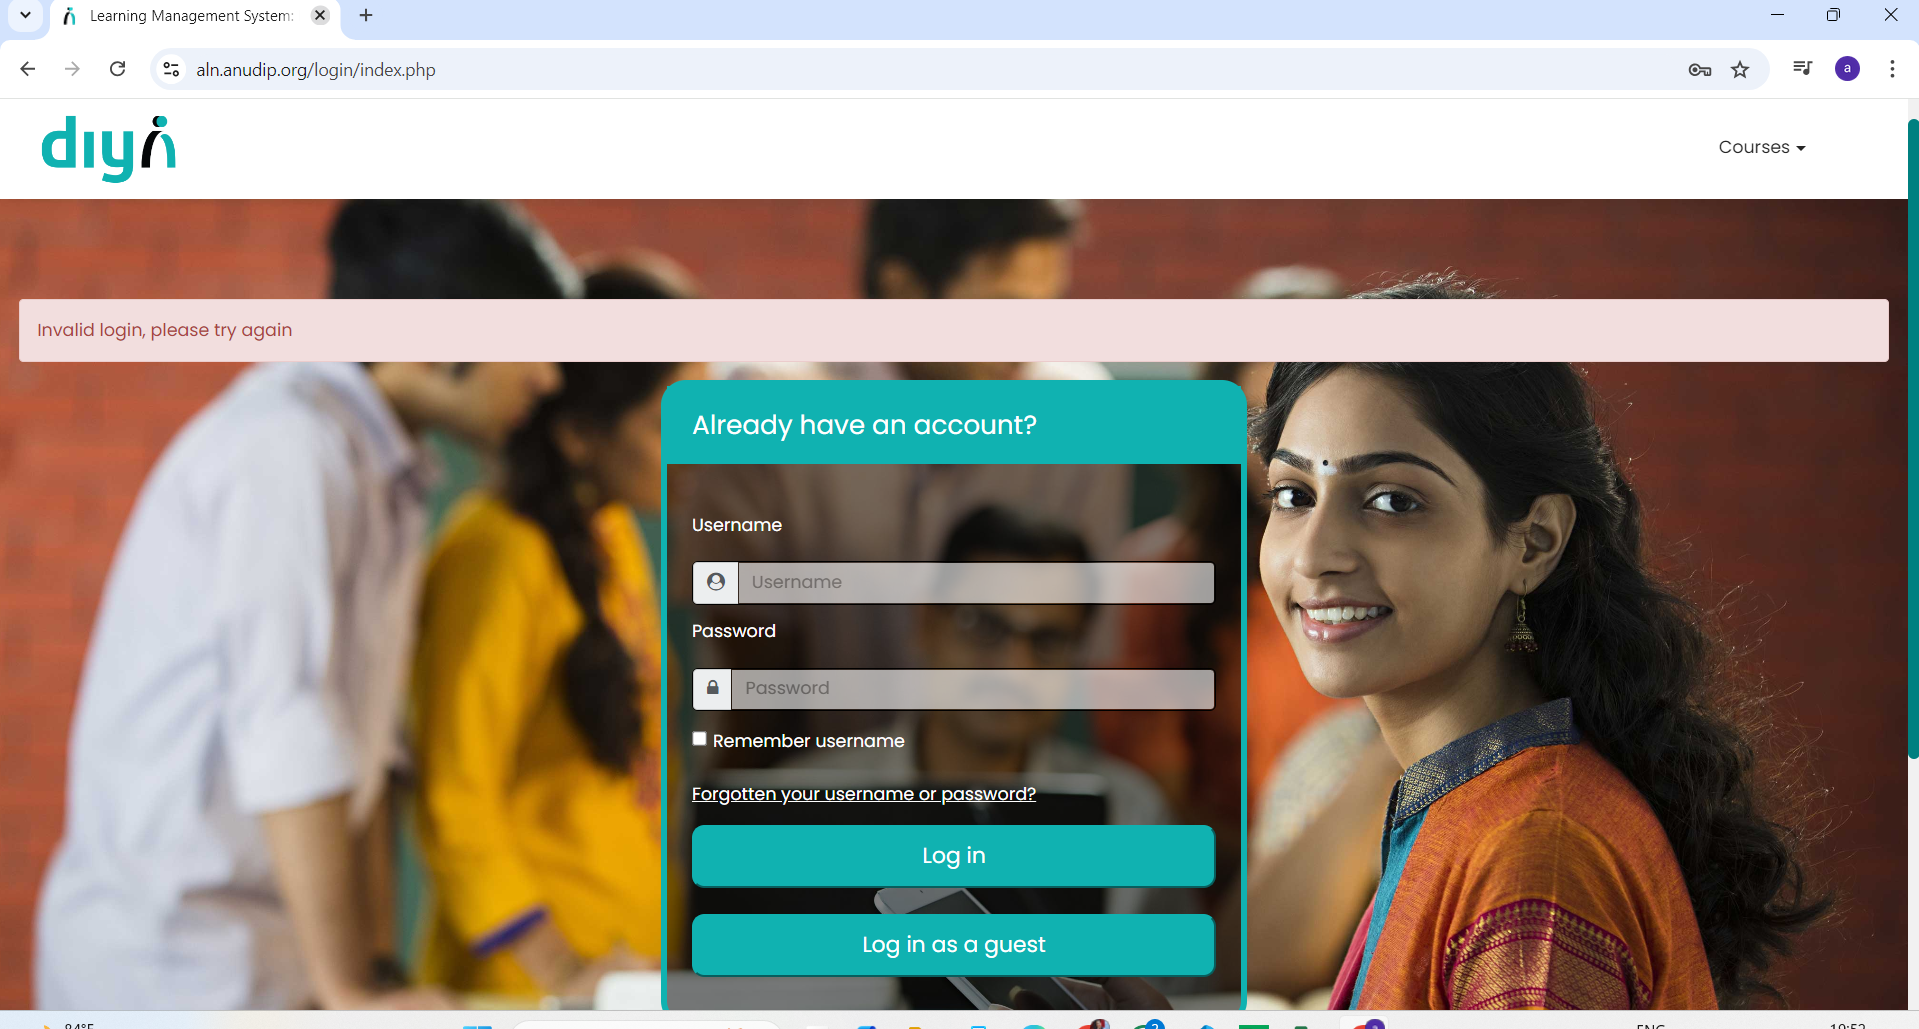 Learning Management System:
aln.anudip.org/login/index.php
a
diya
Courses
Invalid login, please try again
Already have an account?
Username
Username
Password
Password
Remember username
Forgotten your username or password?
Log in
Log in as a guest